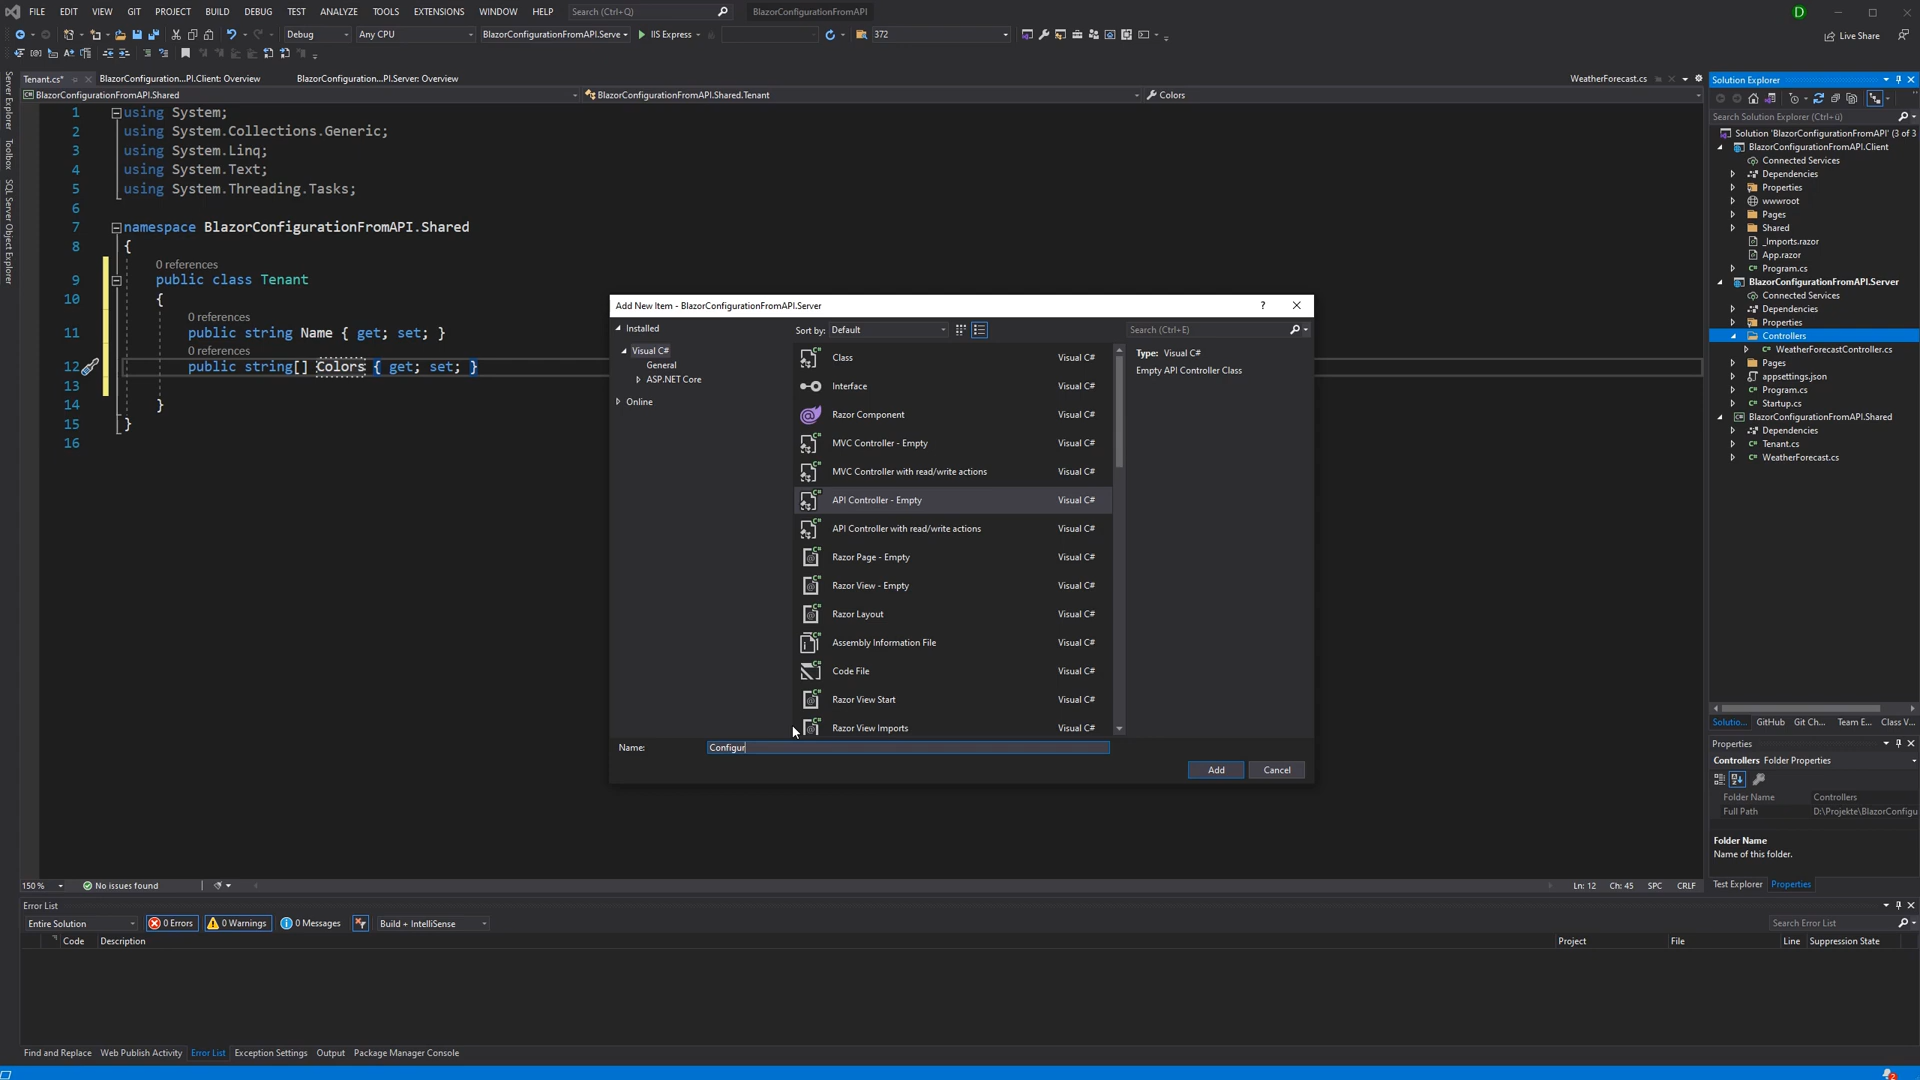 FILE EDIT VIEW GIT PROJECT BUILD DEBUG TEST ANALYZE TOOLS EXTENSIONS WINDOW HELP Search (Ctrl+Q) BlazorConfigurationFromAPI D
Debug Any CPU BlazorConfigurationFromAPI.Serve IIS Express 372 Live Share
Server Explorer
Toolbox
SQL Server Object Explorer
Tenant.cs* BlazorConfiguration...PI.Client: Overview BlazorConfiguration...PI.Server: Overview WeatherForecast.cs
BlazorConfigurationFromAPI.Shared BlazorConfigurationFromAPI.Shared.Tenant Colors
1 using System;
2 using System.Collections.Generic;
3 using System.Linq;
4 using System.Text;
5 using System.Threading.Tasks;
6
7 namespace BlazorConfigurationFromAPI.Shared
8 {
0 references
9 public class Tenant
10 {
0 references
11 public string Name { get; set; }
0 references
12 public string[] Colors { get; set; }
13
14 }
15 }
16
Add New Item - BlazorConfigurationFromAPI.Server ?
Installed
Visual C#
General
ASP.NET Core
Online
Sort by: Default
Search (Ctrl+E)
Class Visual C#
Interface Visual C#
Razor Component Visual C#
MVC Controller - Empty Visual C#
MVC Controller with read/write actions Visual C#
API Controller - Empty Visual C#
API Controller with read/write actions Visual C#
Razor Page - Empty Visual C#
Razor View - Empty Visual C#
Razor Layout Visual C#
Assembly Information File Visual C#
Code File Visual C#
Razor View Start Visual C#
Razor View Imports Visual C#
Type: Visual C#
Empty API Controller Class
Name: Configur
Add Cancel
Solution Explorer
Search Solution Explorer (Ctrl+ü)
Solution 'BlazorConfigurationFromAPI' (3 of 3
BlazorConfigurationFromAPI.Client
Connected Services
Dependencies
Properties
wwwroot
Pages
Shared
_Imports.razor
App.razor
Program.cs
BlazorConfigurationFromAPI.Server
Connected Services
Dependencies
Properties
Controllers
WeatherForecastController.cs
Pages
appsettings.json
Program.cs
Startup.cs
BlazorConfigurationFromAPI.Shared
Dependencies
Tenant.cs
WeatherForecast.cs
Solutio... GitHub Git Ch... Team E... Class V...
Properties
Controllers Folder Properties
Folder Name Controllers
Full Path D:\Projekte\BlazorConfigu
Folder Name
Name of this folder.
Test Explorer Properties
150 % No issues found Ln: 12 Ch: 45 SPC CRLF
Error List
Entire Solution 0 Errors 0 Warnings 0 Messages Build + IntelliSense Search Error List
Code Description Project File Line Suppression State
Find and Replace Web Publish Activity Error List Exception Settings Output Package Manager Console
2